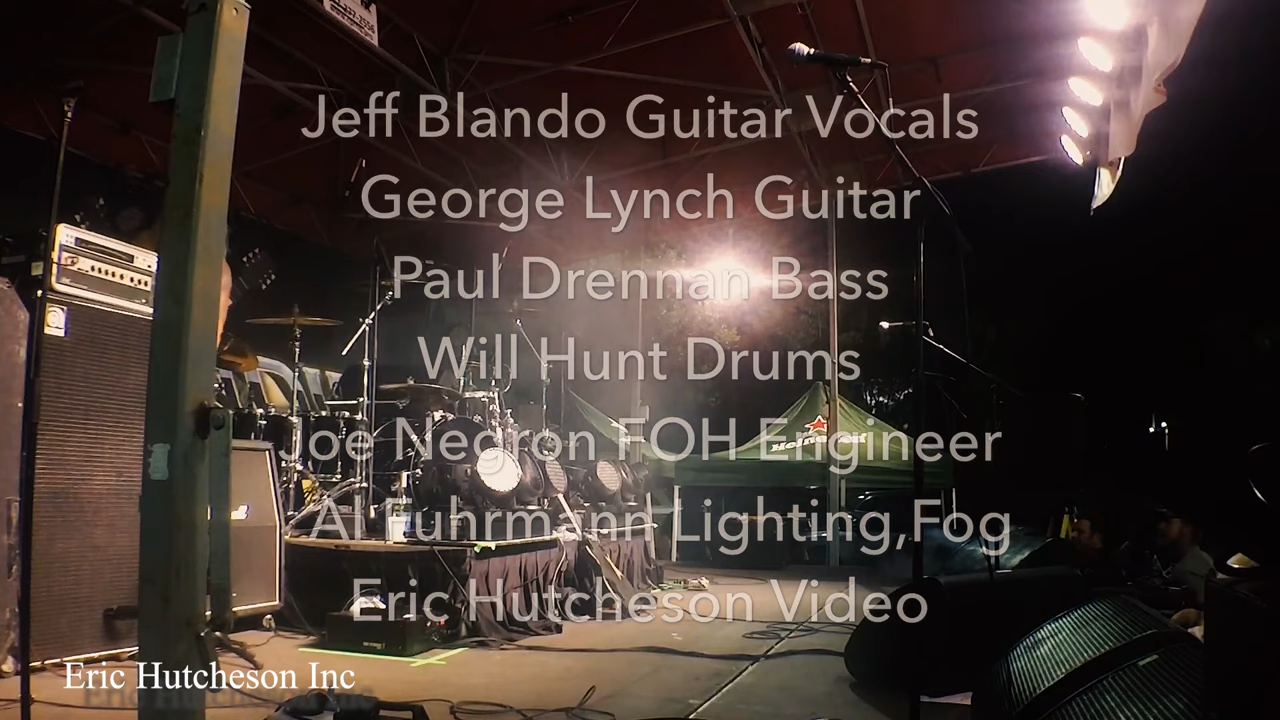 Jeff Blando Guitar Vocals
George Lynch Guitar
Paul Drennan Bass
Will Hunt Drums
Joe Negron FOH Engineer
Heineken
Al Fuhrmann Lighting,Fog
Eric Hutcheson Video
Eric Hutcheson Inc